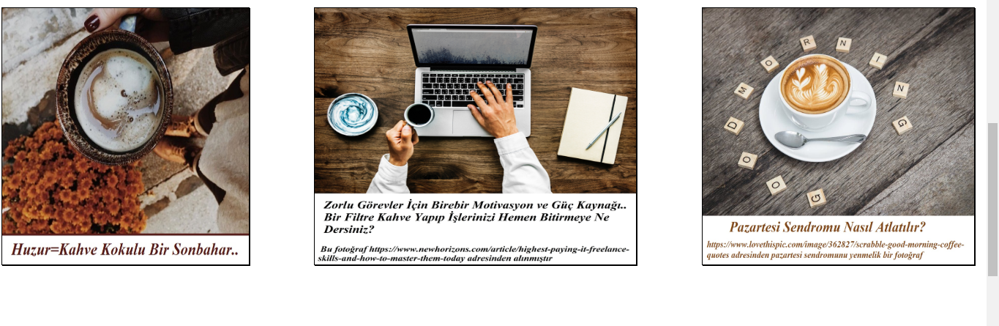 Huzur=Kahve Kokulu Bir Sonbahar..
Zorlu Görevler İçin Birebir Motivasyon ve Güç Kaynağı..
Bir Filtre Kahve Yapıp İşlerinizi Hemen Bitirmeye Ne
Dersiniz?
Bu fotoğraf https://www.newhorizons.com/article/highest-paying-it-freelance-
skills-and-how-to-master-them-today adresinden alınmıştır
GOOD MORNING
Pazartesi Sendromu Nasıl Atlatılır?
https://www.lovethispic.com/image/362827/scrabble-good-morning-coffee-
quotes adresinden pazartesi sendromunu yenmelik bir fotoğraf